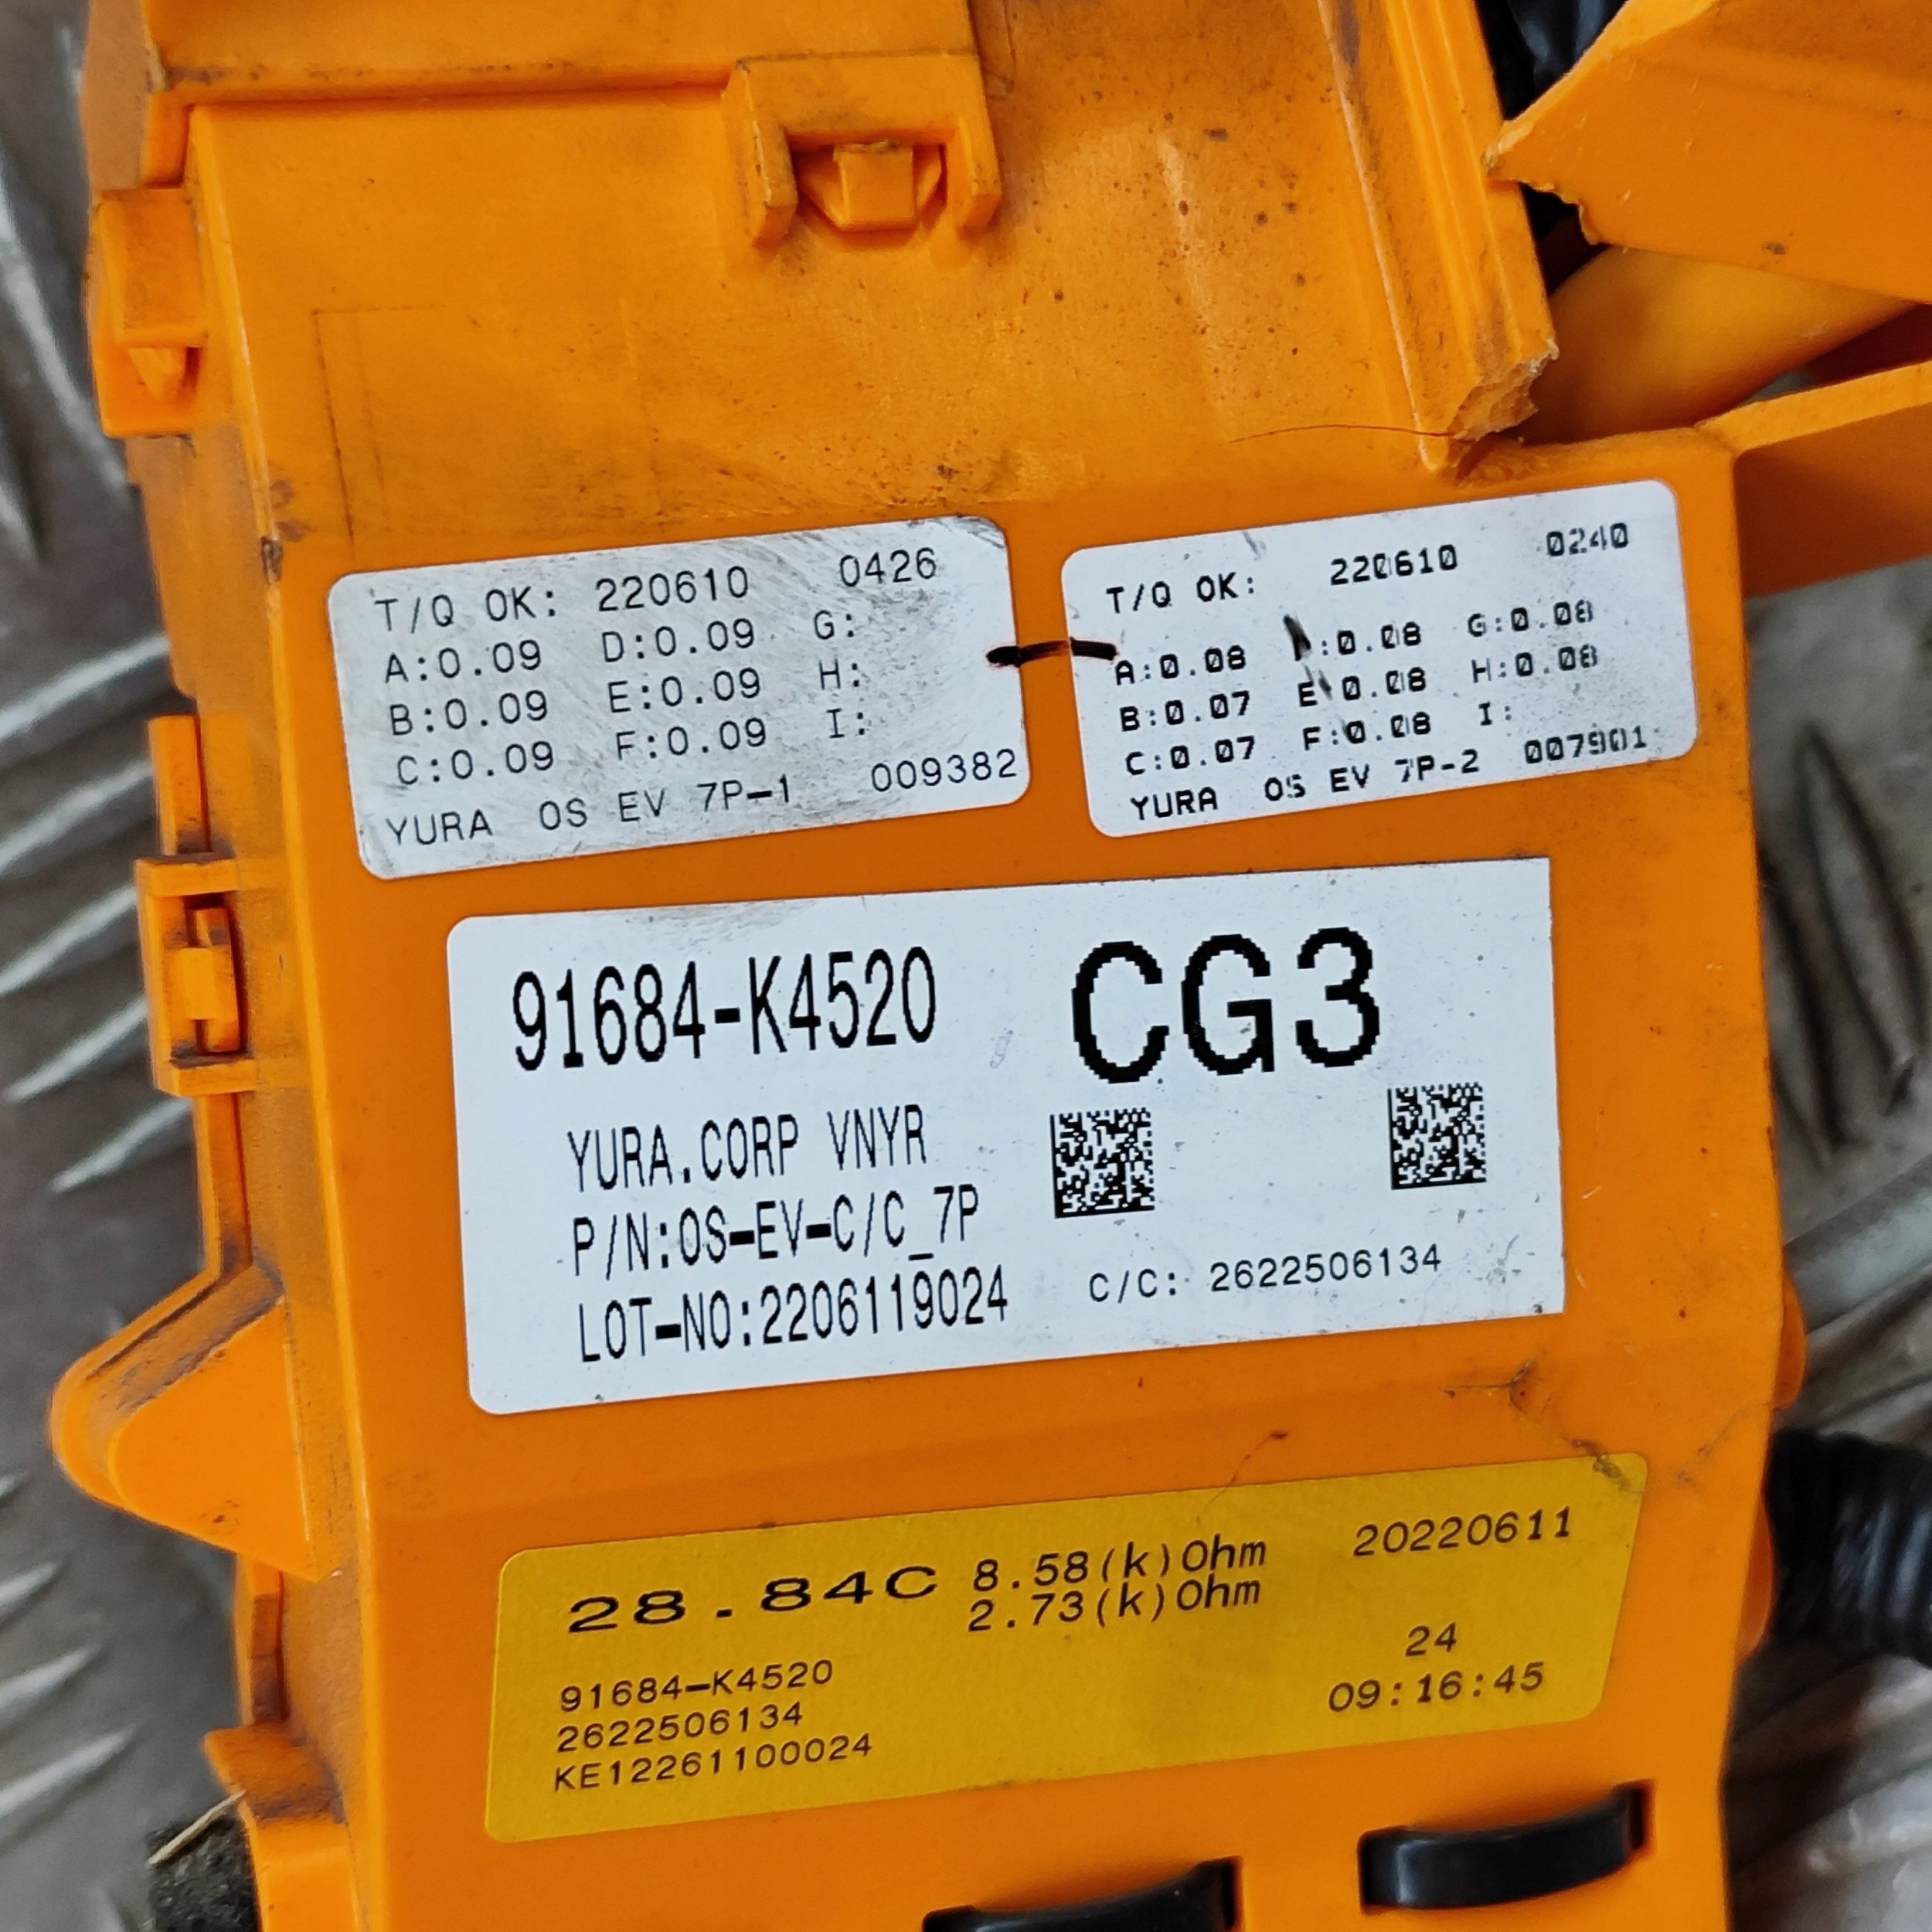 T/Q OK: 220610 0426
A:0.09 D:0.09 G:
B:0.09 E:0.09 H:
C:0.09 F:0.09 I:
YURA OS EV 7P-1 009382
T/Q OK: 220610 0240
A:0.08 :0.08 G:0.08
B:0.07 E:0.08 H:0.08
C:0.07 F:0.08 I:
YURA OS EV 7P-2 007901
91684-K4520 CG3
YURA.CORP VNYR
P/N:OS-EV-C/C_7P
LOT-NO:2206119024
C/C: 2622506134
28.84C 8.58(k)Ohm 20220611
2.73(k)Ohm
24
91684-K4520 09:16:45
2622506134
KE12261100024